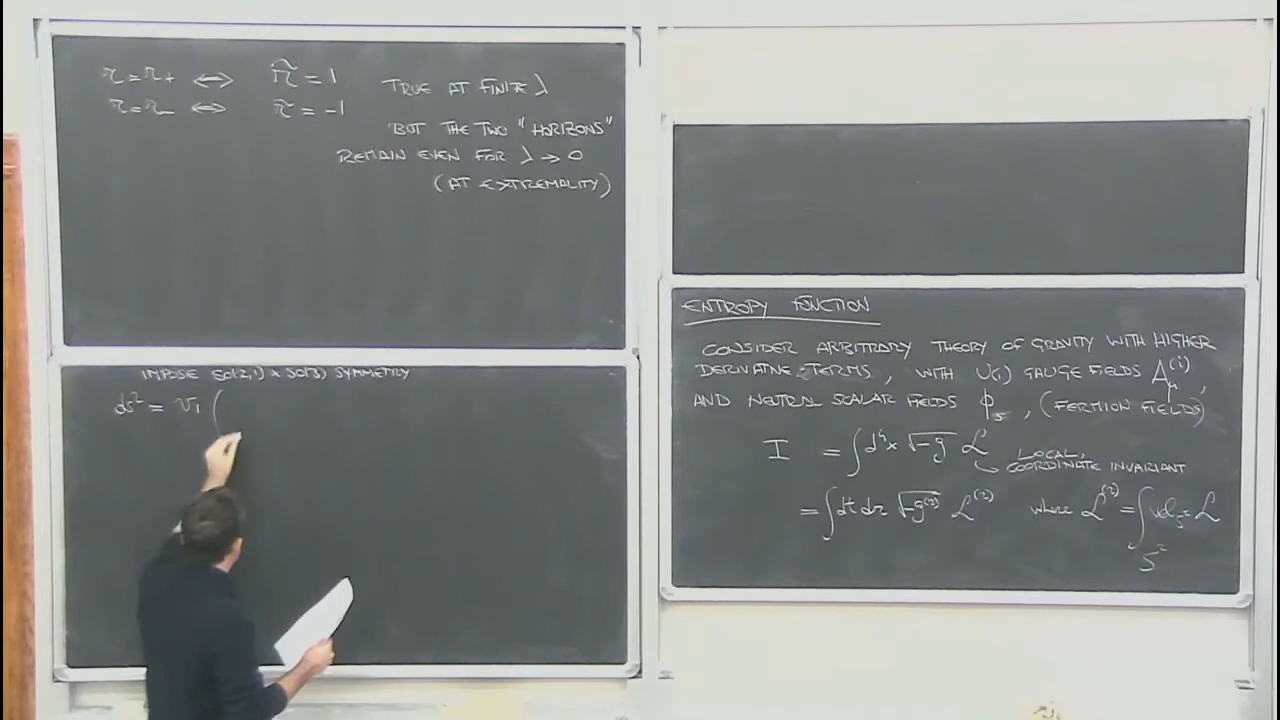 r = r₊ ⟺ r̃ = 1 TRUE AT FINITE λ
r = r₋ ⟺ r̃ = -1
BUT THE TWO "HORIZONS"
REMAIN EVEN FOR λ → 0
(AT EXTREMALITY)
IMPOSE SO(2,1) × SO(3) SYMMETRY
ds² = v₁ (
ENTROPY FUNCTION
CONSIDER ARBITRARY THEORY OF GRAVITY WITH HIGHER
DERIVATIVE TERMS, WITH U(1) GAUGE FIELDS A_μ^(i),
AND NEUTRAL SCALAR FIELDS ϕ_s, (FERMION FIELDS)
I = ∫d⁴x √-g ℒ
LOCAL,
COORDINATE INVARIANT
= ∫dt dr √-g⁽²⁾ ℒ⁽²⁾ where ℒ⁽²⁾ = ∫ vol_S² ℒ
S²